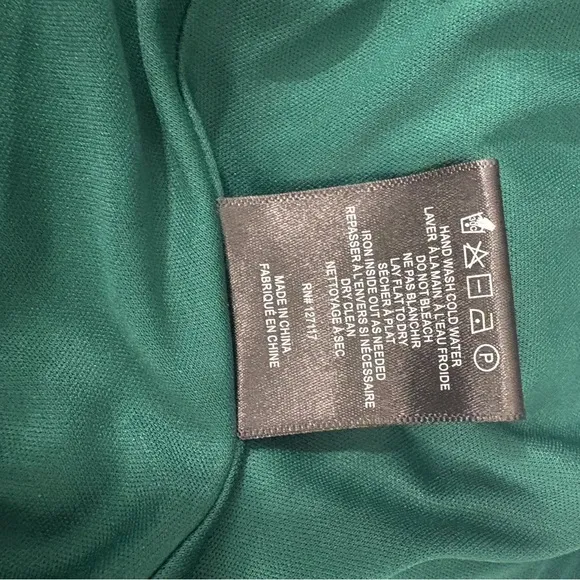 30°C
P
HAND WASH COLD WATER
LAVER À LA MAIN À L'EAU FROIDE
DO NOT BLEACH
NE PAS BLANCHIR
LAY FLAT TO DRY
SÉCHER À PLAT
IRON INSIDE OUT AS NEEDED
REPASSER À L'ENVERS SI NÉCESSAIRE
DRY CLEAN
NETTOYAGE À SEC
RN# 127117
MADE IN CHINA
FABRIQUÉ EN CHINE